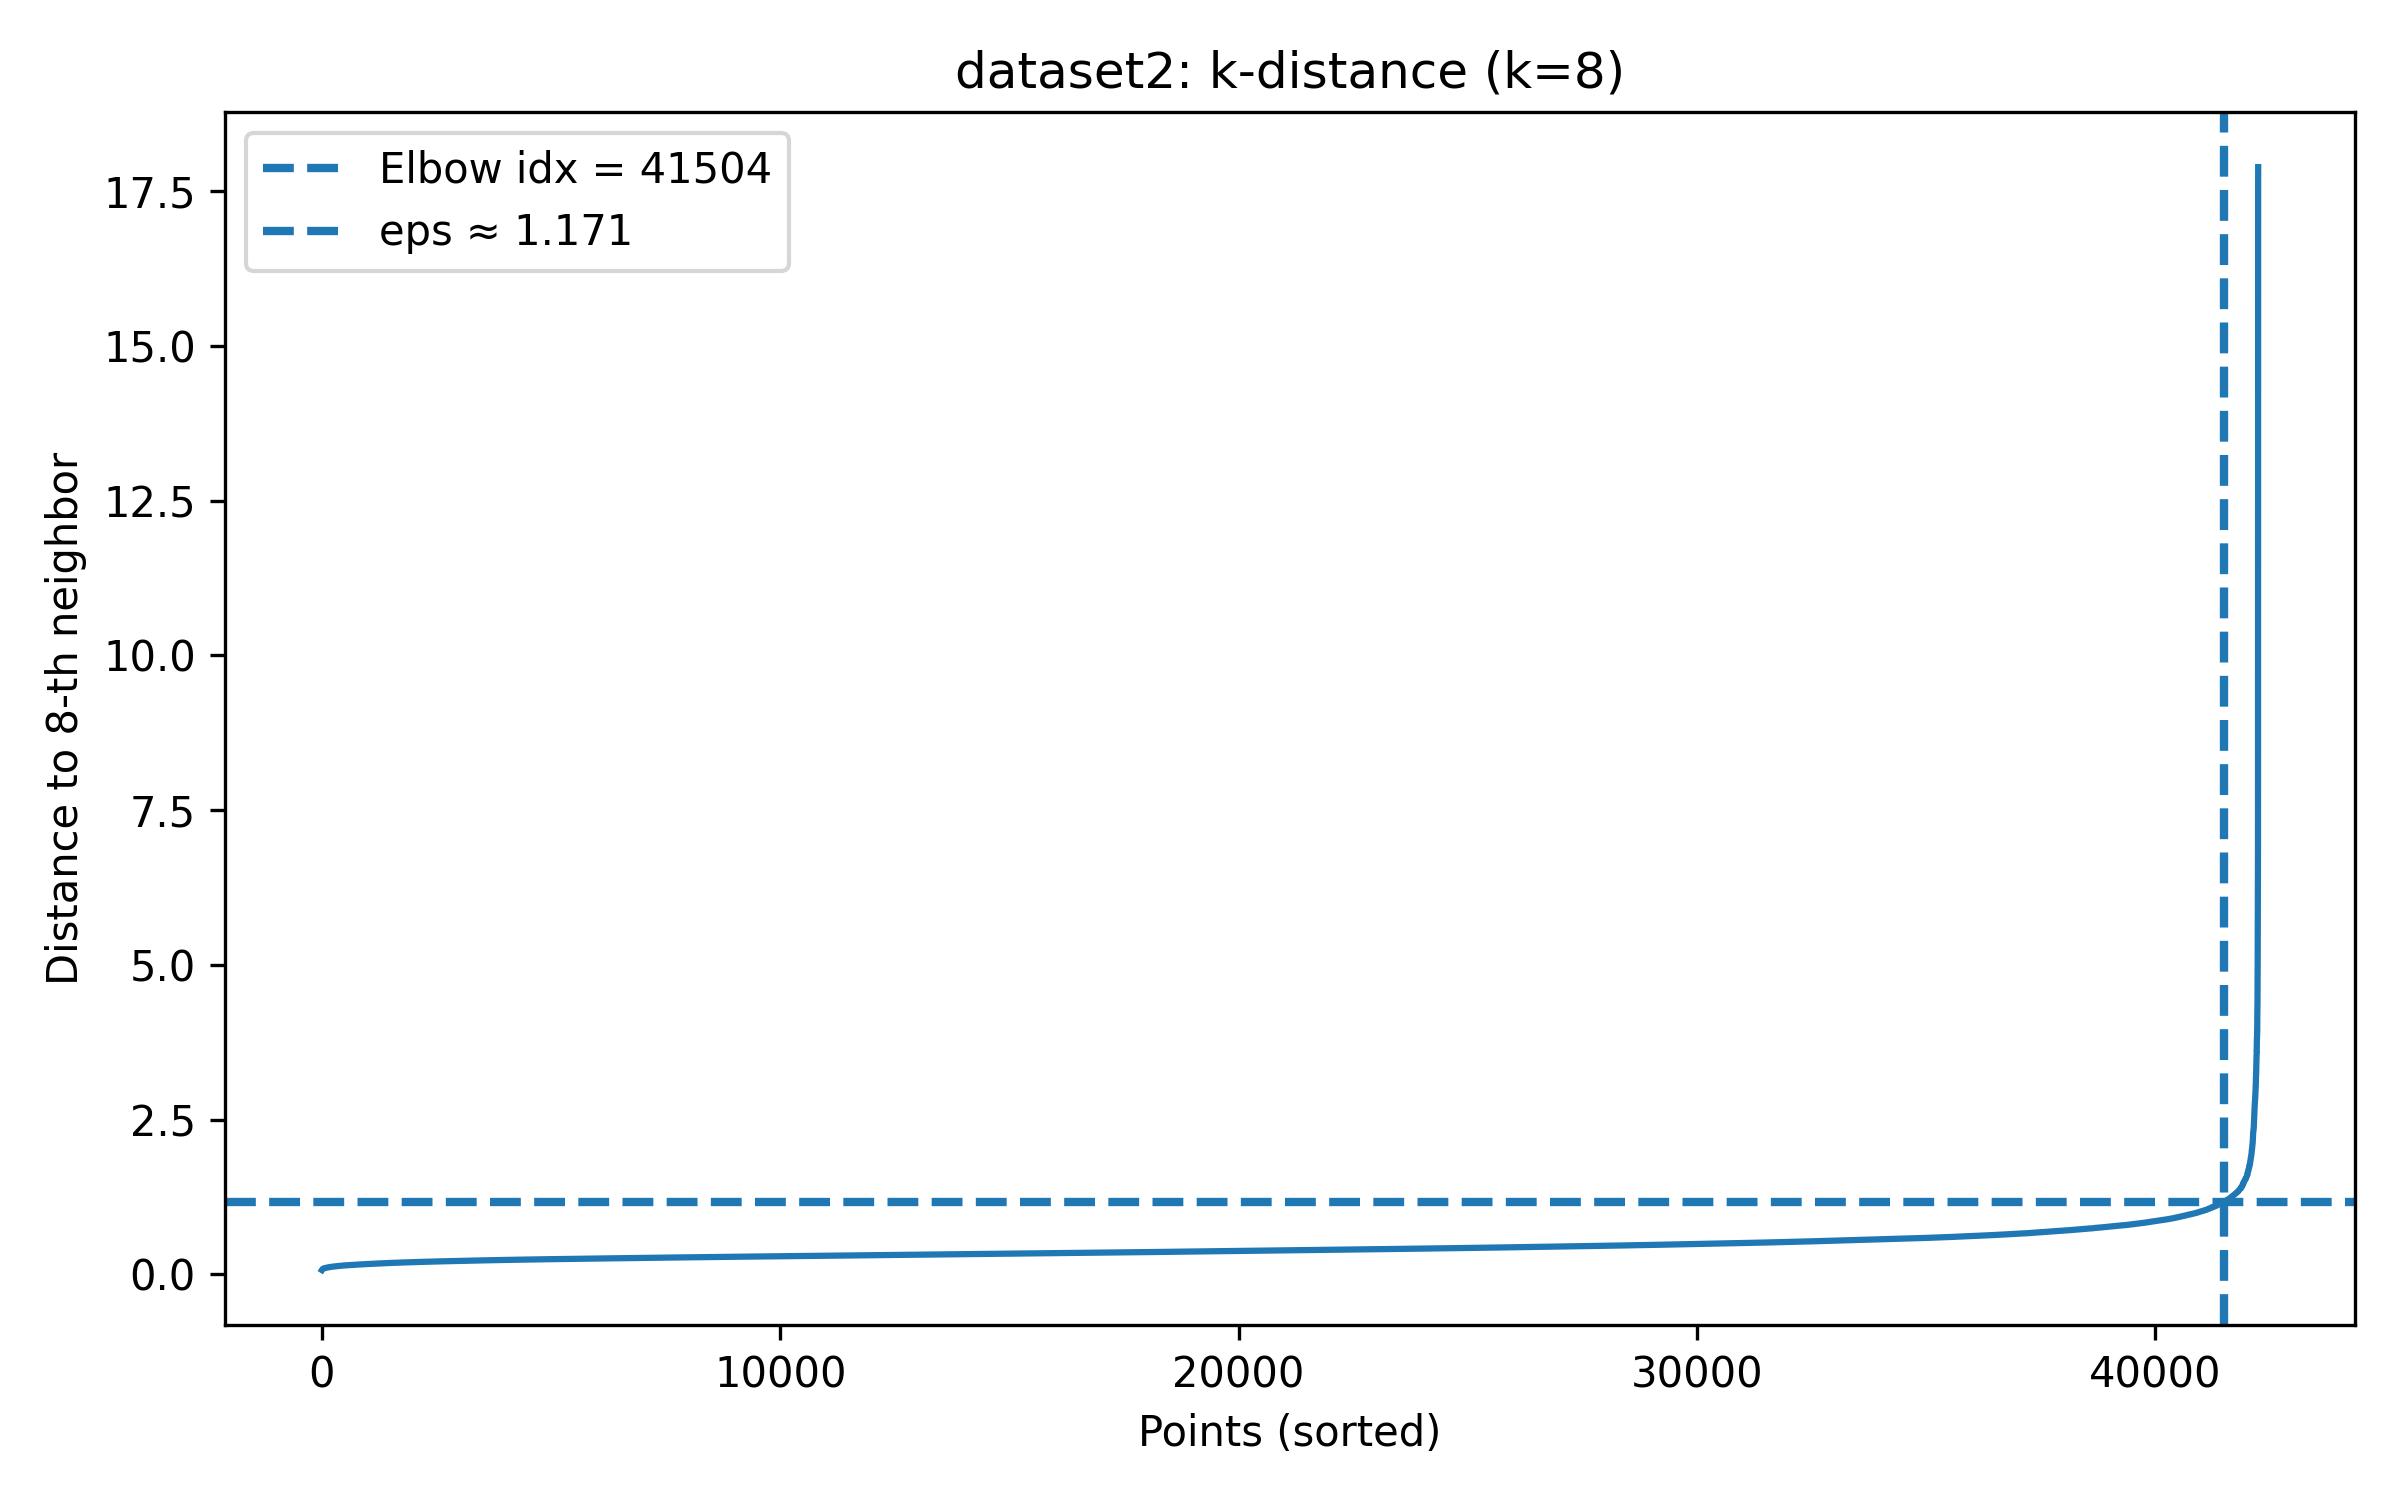 dataset2: k-distance (k=8)
Elbow idx = 41504
eps ≈ 1.171
Distance to 8-th neighbor
17.5
15.0
12.5
10.0
7.5
5.0
2.5
0.0
0 10000 20000 30000 40000
Points (sorted)